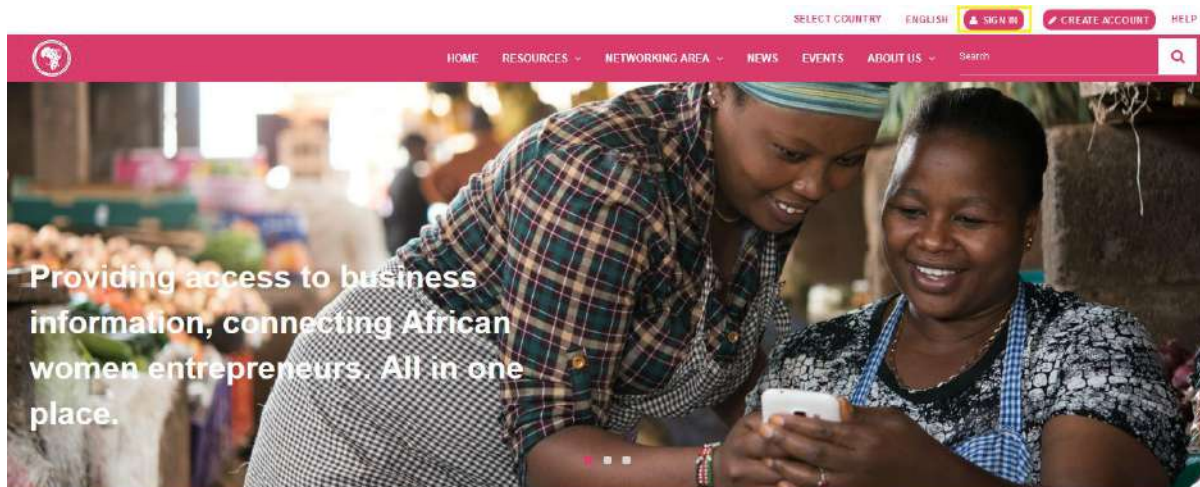 SELECT COUNTRY ENGLISH SIGN IN CREATE ACCOUNT HELP
HOME RESOURCES NETWORKING AREA NEWS EVENTS ABOUT US Search
Providing access to business
information, connecting African
women entrepreneurs. All in one
place.